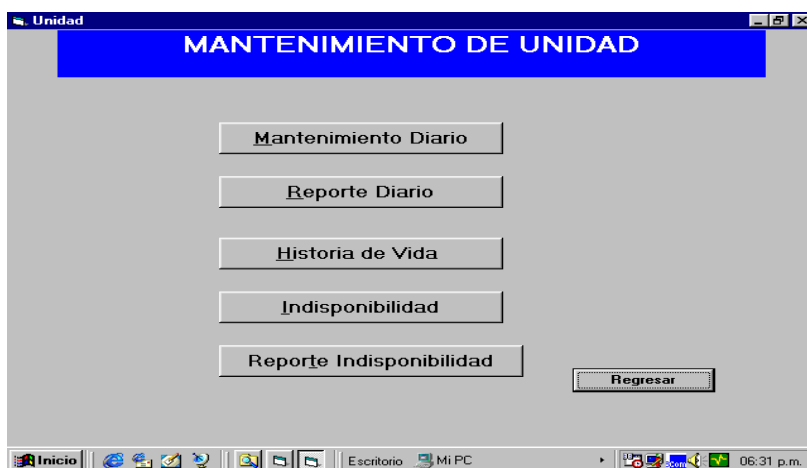 Unidad
MANTENIMIENTO DE UNIDAD
Mantenimiento Diario
Reporte Diario
Historia de Vida
Indisponibilidad
Reporte Indisponibilidad
Regresar
Inicio Escritorio Mi PC .Com 06:31 p.m.